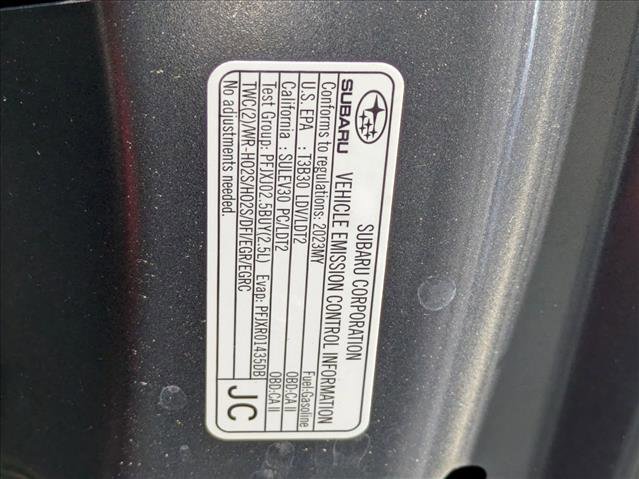 SUBARU CORPORATION
SUBARU VEHICLE EMISSION CONTROL INFORMATION
Conforms to regulations: 2023MY Fuel:Gasoline
U.S. EPA : T3B30 LDV/LDT2 OBD:CA II
California : SULEV30 PC/LDT2 OBD:CA II
Test Group: PFJXJ02.5BUY(2.5L) Evap: PFJXR01435DB
TWC(2)/WR-HO2S/HO2S/DFI/EGR/EGRC
No adjustments needed.
JC